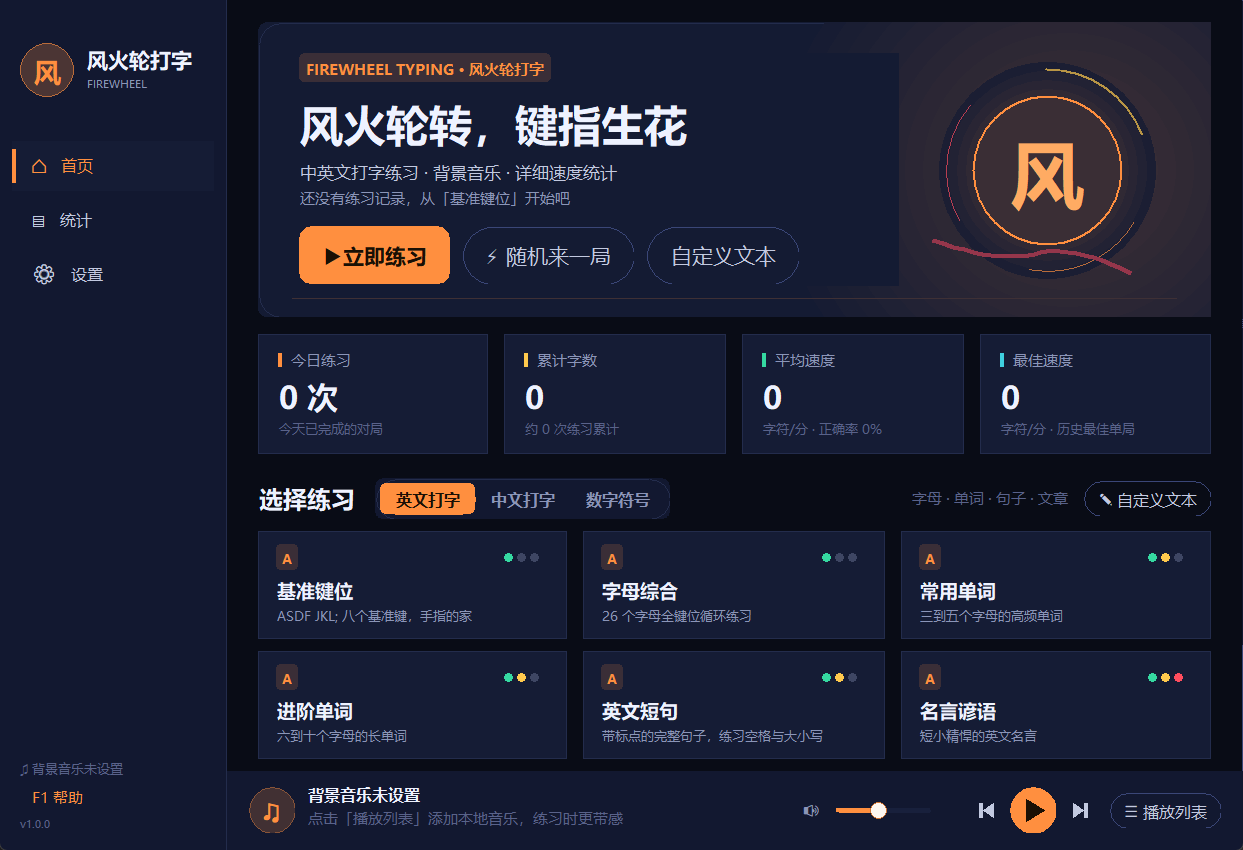 风
风火轮打字
FIREWHEEL
首页
统计
设置
♫ 背景音乐未设置
F1 帮助
v1.0.0
FIREWHEEL TYPING • 风火轮打字
风火轮转，键指生花
中英文打字练习 · 背景音乐 · 详细速度统计
还没有练习记录，从「基准键位」开始吧
▶立即练习
⚡ 随机来一局
自定义文本
风
今日练习
0 次
今天已完成的对局
累计字数
0
约 0 次练习累计
平均速度
0
字符/分 · 正确率 0%
最佳速度
0
字符/分 · 历史最佳单局
选择练习
英文打字
中文打字
数字符号
字母 · 单词 · 句子 · 文章
✎ 自定义文本
A
基准键位
ASDF JKL; 八个基准键，手指的家
A
字母综合
26 个字母全键位循环练习
A
常用单词
三到五个字母的高频单词
A
进阶单词
六到十个字母的长单词
A
英文短句
带标点的完整句子，练习空格与大小写
A
名言谚语
短小精悍的英文名言
♫
背景音乐未设置
点击「播放列表」添加本地音乐，练习时更带感
☰ 播放列表